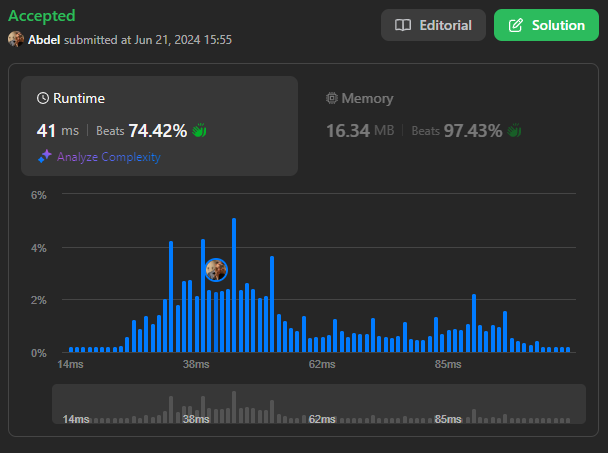 Accepted
Editorial
Solution
Abdel submitted at Jun 21, 2024 15:55
Runtime
Memory
41 ms | Beats 74.42%
16.34 MB | Beats 97.43%
Analyze Complexity
6%
4%
2%
0%
14ms 38ms 62ms 85ms
14ms 38ms 62ms 85ms